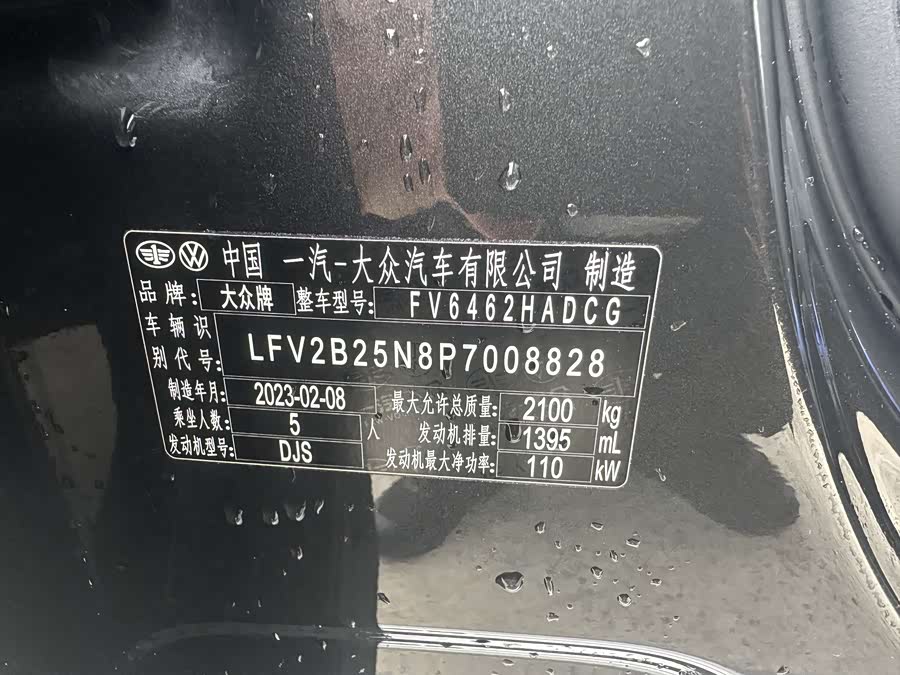 中国 一汽-大众汽车有限公司 制造
品牌: 大众牌 整车型号: FV6462HADCG
车辆识别代号: LFV2B25N8P7008828
制造年月: 2023-02-08 最大允许总质量: 2100 kg
乘坐人数: 5 人 发动机排量: 1395 mL
发动机型号: DJS 发动机最大净功率: 110 kW